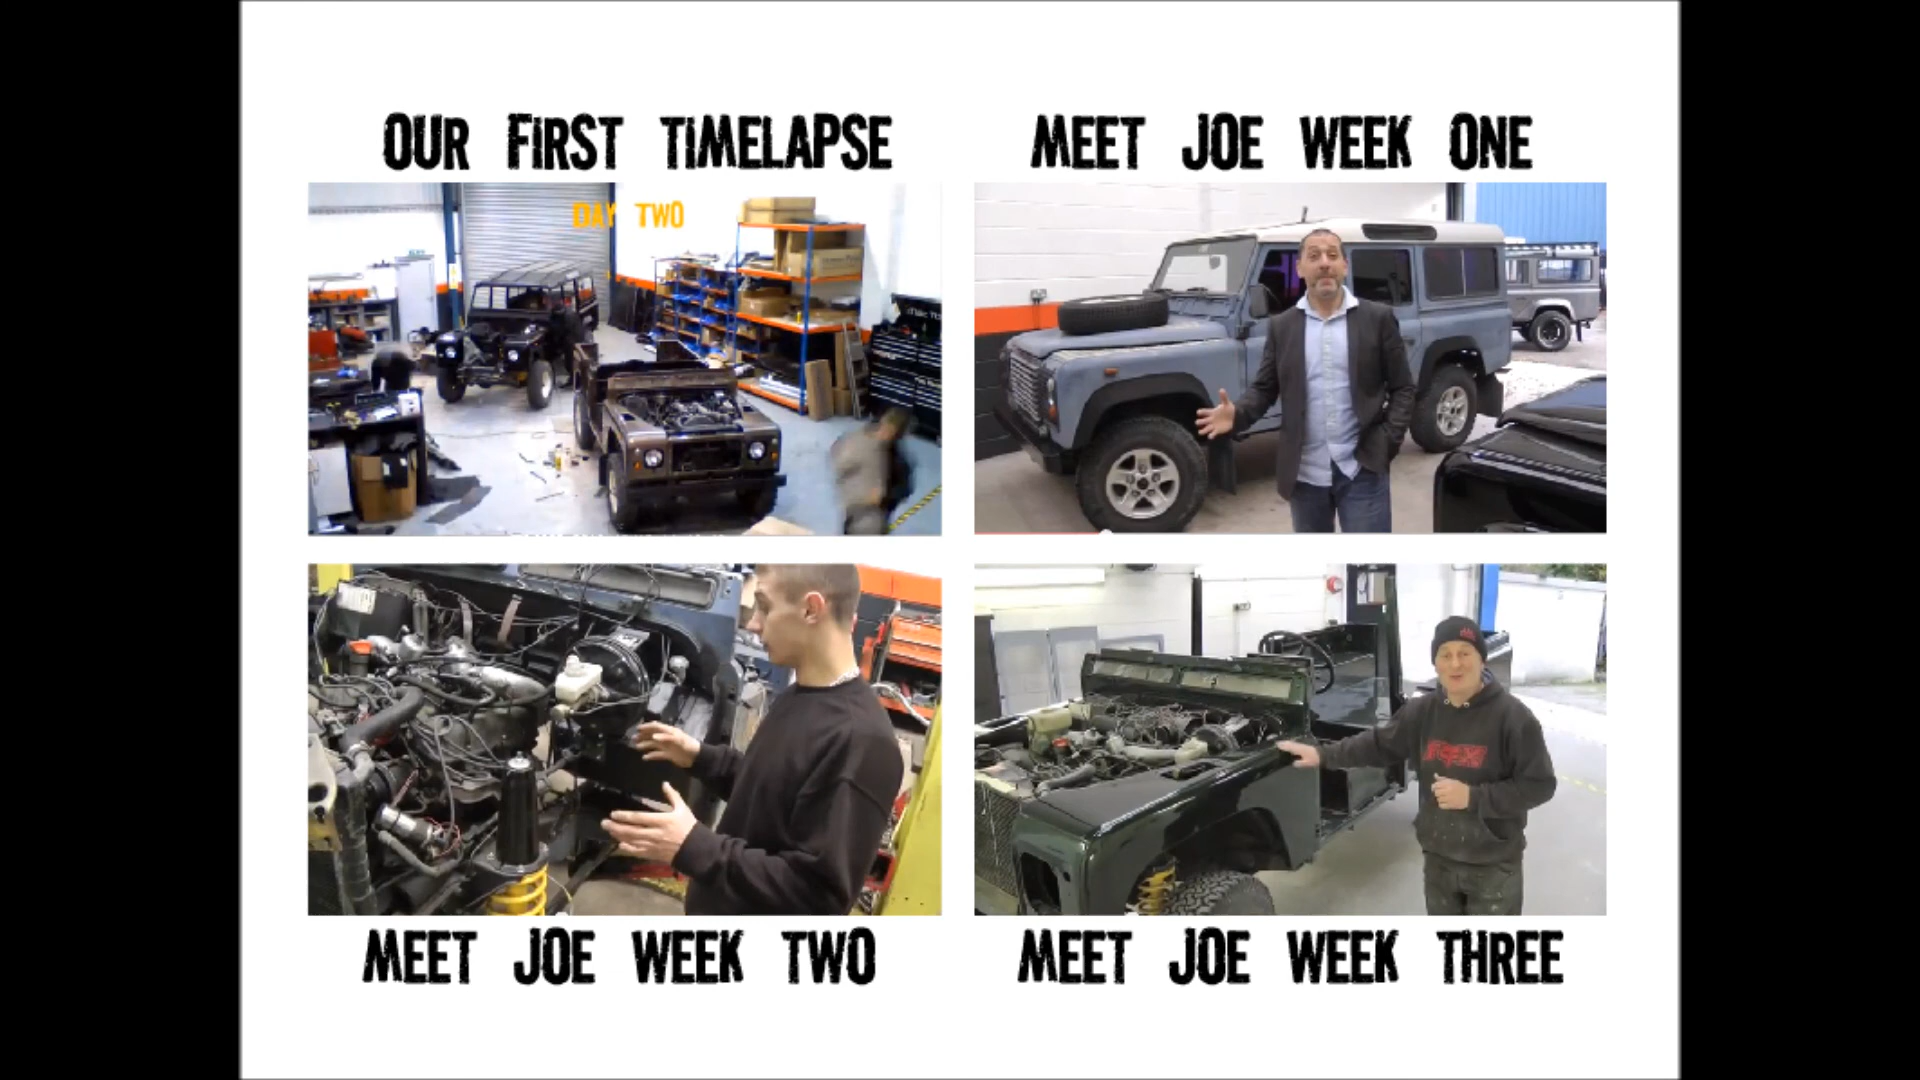 OUR FIRST TIMELAPSE
MEET JOE WEEK ONE
DAY TWO
MEET JOE WEEK TWO
MEET JOE WEEK THREE